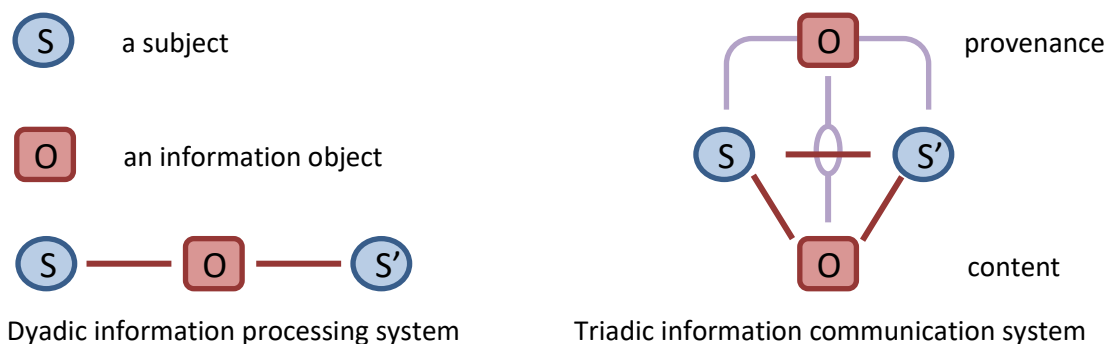 S a subject
O an information object
S O S’
Dyadic information processing system
O provenance
S S’
O content
Triadic information communication system